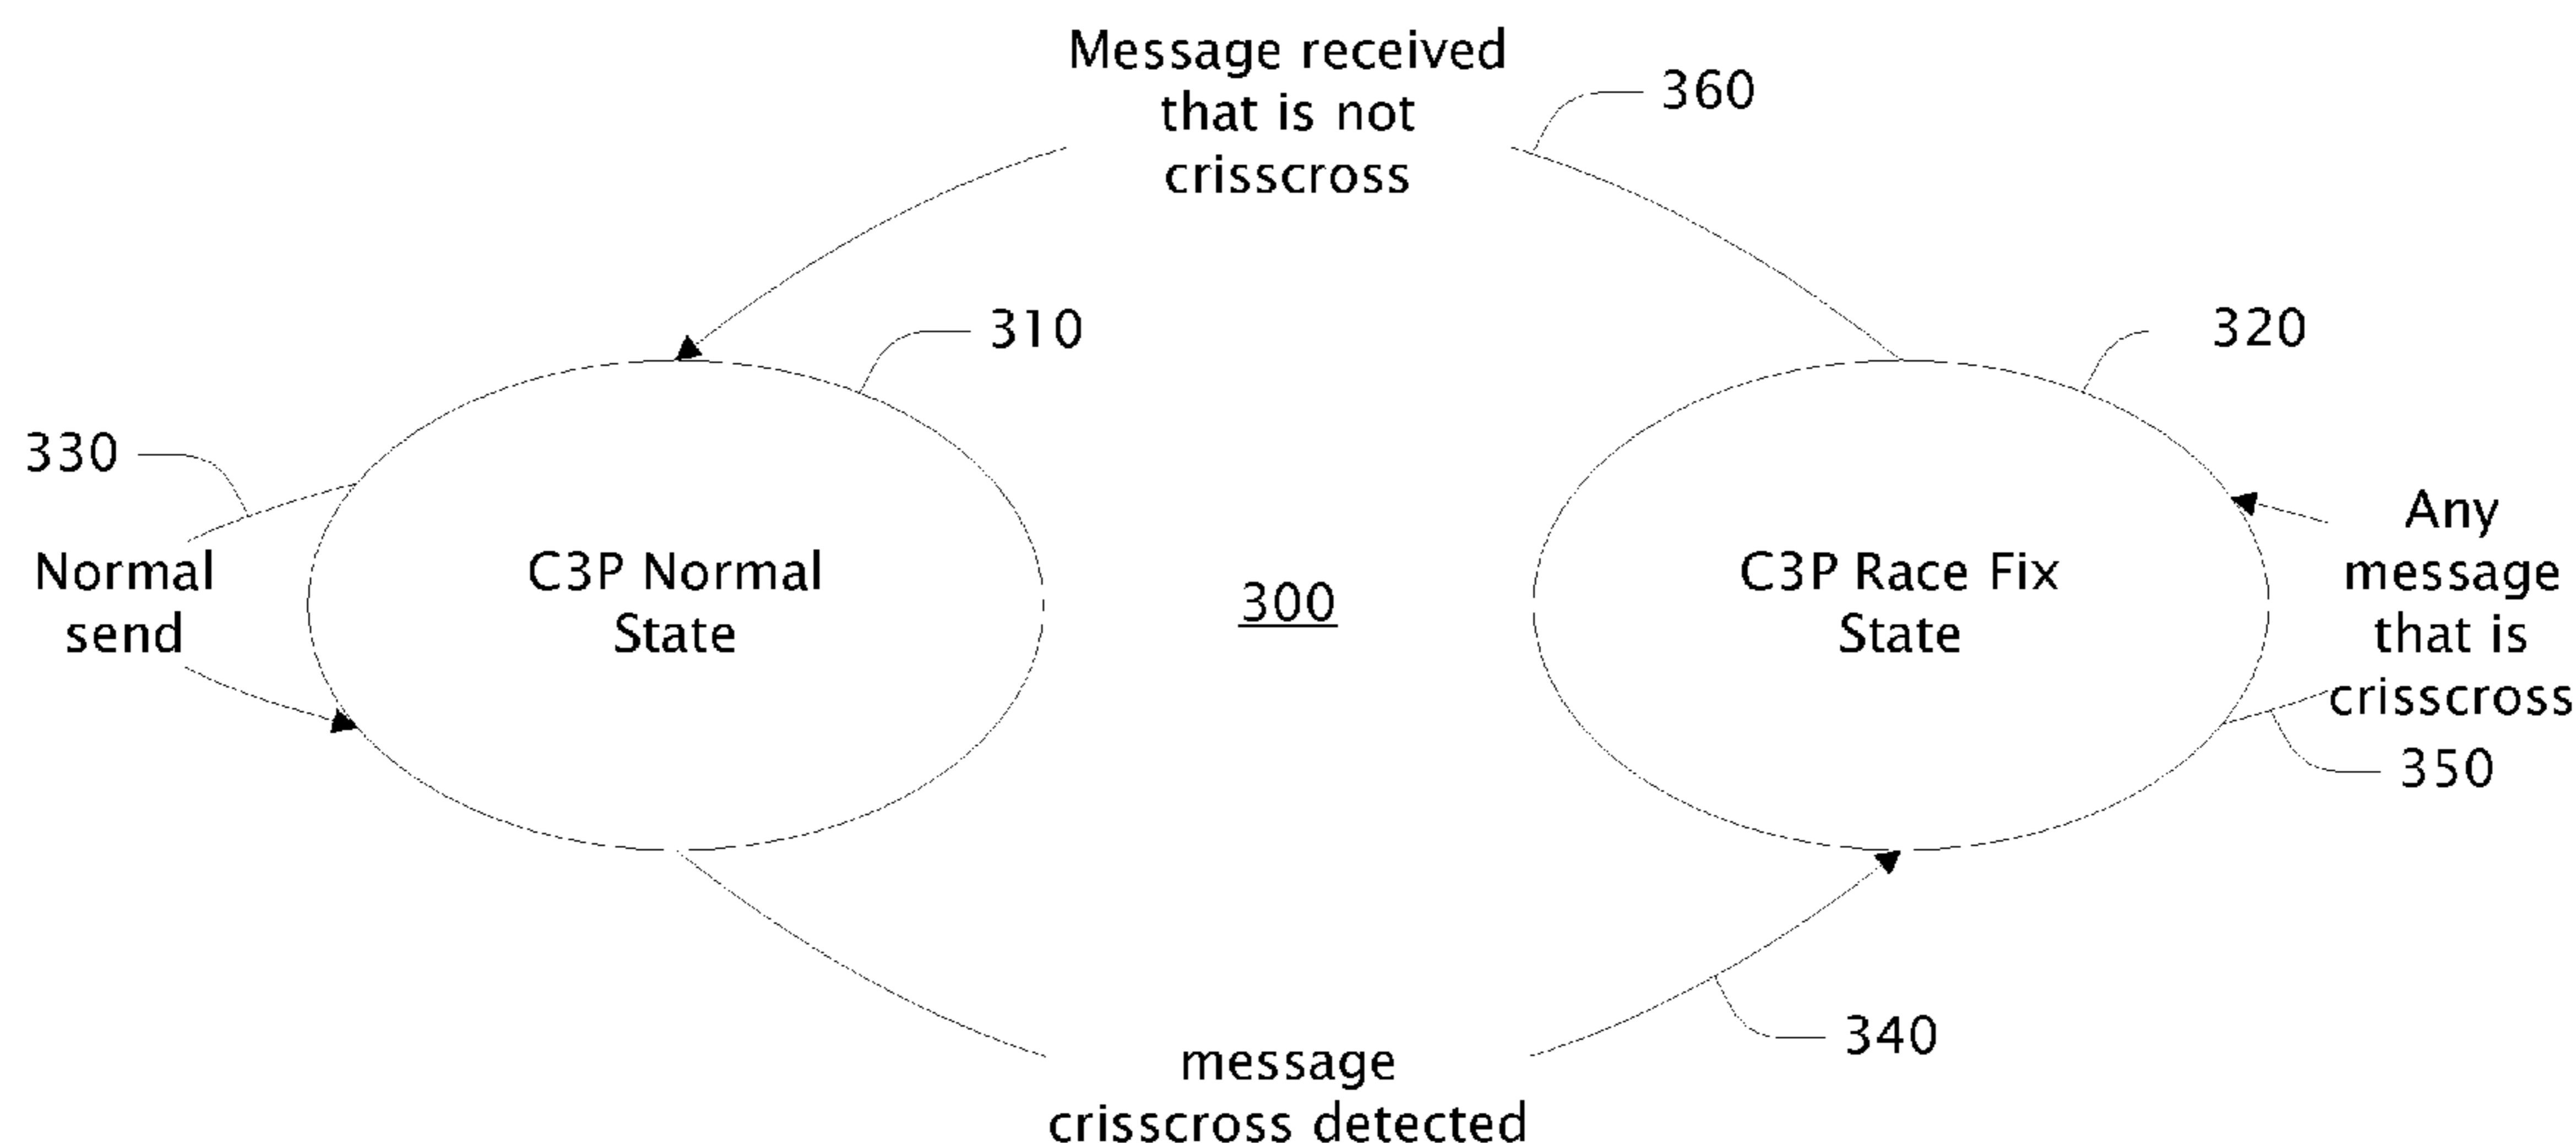 Message received
that is not
crisscross
360
310
320
330
Normal
send
C3P Normal
State
300
C3P Race Fix
State
Any
message
that is
crisscross
350
340
message
crisscross detected